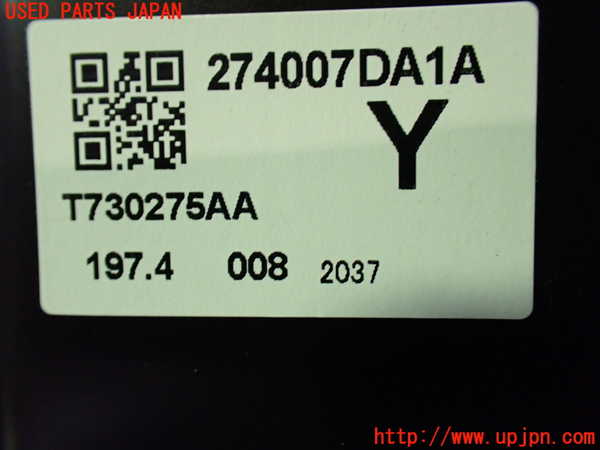 USED PARTS JAPAN
274007DA1A
Y
T730275AA
197.4 008 2037
http://www.upjpn.com